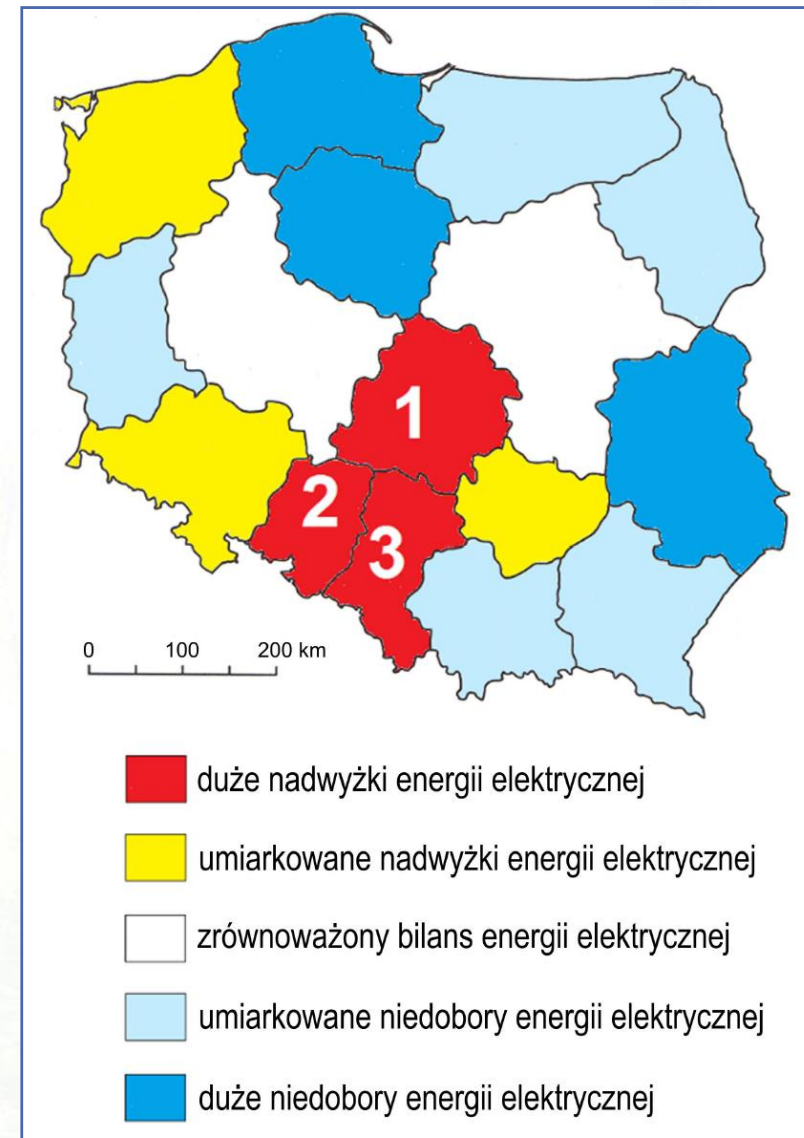 1
2
3
0 100 200 km
duże nadwyżki energii elektrycznej
umiarkowane nadwyżki energii elektrycznej
zrównoważony bilans energii elektrycznej
umiarkowane niedobory energii elektrycznej
duże niedobory energii elektrycznej